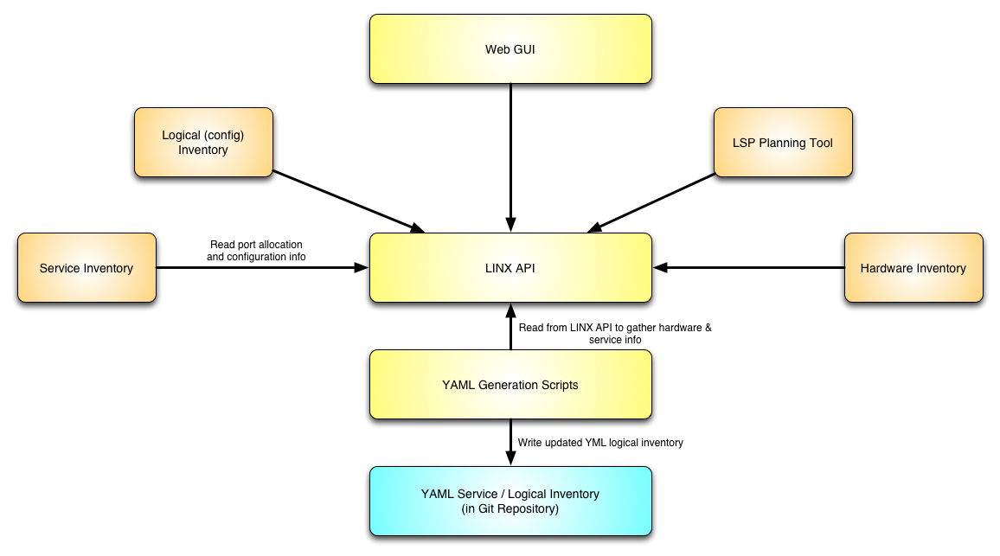 Web GUI
Logical (config)
Inventory
LSP Planning Tool
Service Inventory
Read port allocation
and configuration info
LINX API
Hardware Inventory
Read from LINX API to gather hardware &
service info
YAML Generation Scripts
Write updated YML logical inventory
YAML Service / Logical Inventory
(in Git Repository)